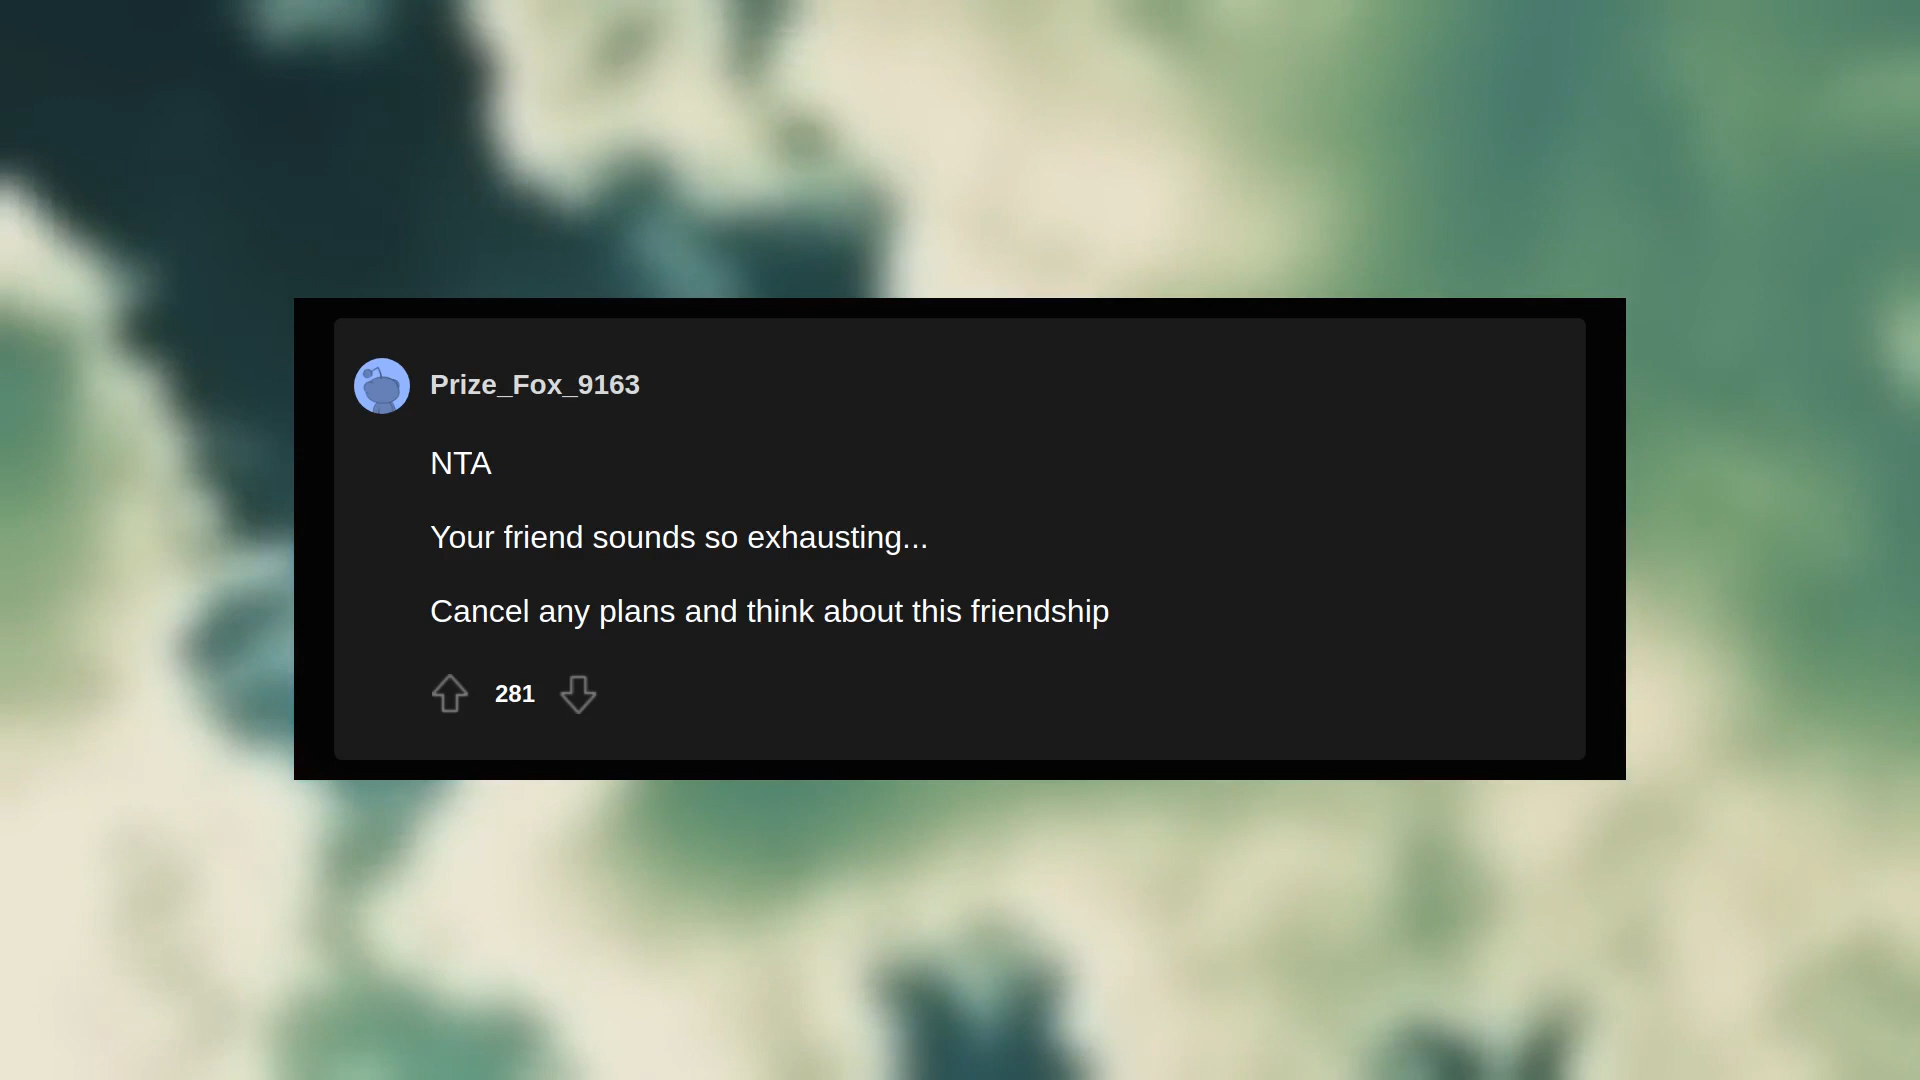 Prize_Fox_9163
NTA
Your friend sounds so exhausting...
Cancel any plans and think about this friendship
281